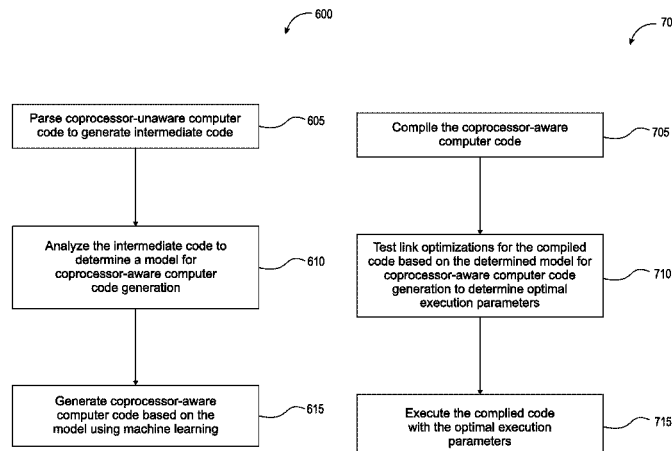 600
Parse coprocessor-unaware computer
code to generate intermediate code
605
Analyze the intermediate code to
determine a model for
coprocessor-aware computer
code generation
610
Generate coprocessor-aware
computer code based on the
model using machine learning
615
70
Compile the coprocessor-aware
computer code
705
Test link optimizations for the compiled
code based on the determined model for
coprocessor-aware computer code
generation to determine optimal
execution parameters
710
Execute the complied code
with the optimal execution
parameters
715